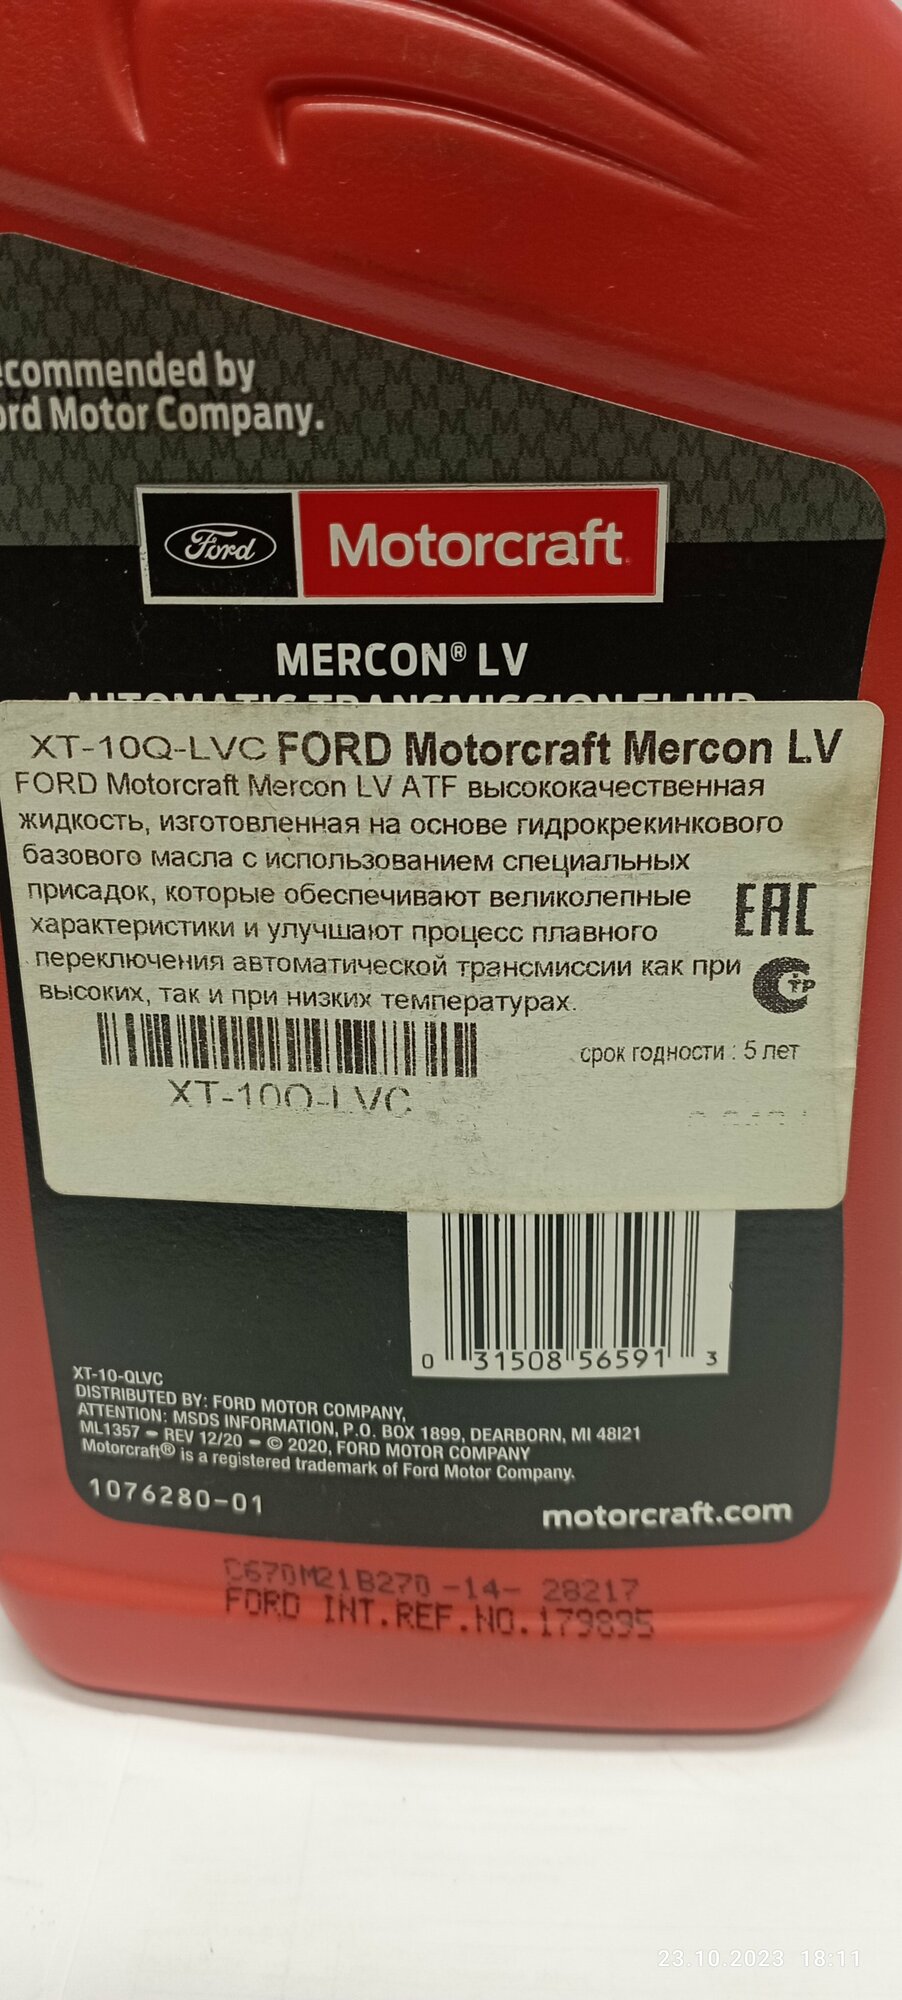 by
Motor Company.
Ford
Motorcraft
MERCON® LV
AUTOMATIC TRANSMISSION FLUID
XT-10Q-LVC FORD Motorcraft Mercon LV
FORD Motorcraft Mercon LV ATF высококачественная
жидкость, изготовленная на основе гидрокрекинкового
базового масла с использованием специальных
присадок, которые обеспечивают великолепные
характеристики и улучшают процесс плавного
переключения автоматической трансмиссии как при
высоких, так и при низких температурах.
EAC
СТР
срок годности : 5 лет
XT-10Q-LVC
0 31508 56591 3
XT-10-QLVC
DISTRIBUTED BY: FORD MOTOR COMPANY,
ATTENTION: MSDS INFORMATION, P.O. BOX 1899, DEARBORN, MI 48121
ML1357 – REV 12/20 – © 2020, FORD MOTOR COMPANY
Motorcraft® is a registered trademark of Ford Motor Company.
1076280-01
motorcraft.com
C670M21B270 -14- 28217
FORD INT.REF.NO.179895
23.10.2023 18:11